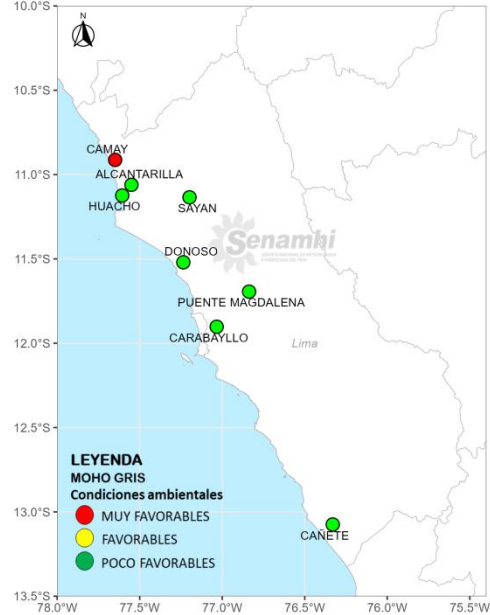 10.0°S
N
10.5°S
CAMAY
11.0°S
ALCANTARILLA
HUACHO
SAYAN
Senamhi
11.5°S
DONOSO
PUENTE MAGDALENA
12.0°S
CARABAYLLO
Lima
12.5°S
LEYENDA
MOHO GRIS
Condiciones ambientales
MUY FAVORABLES
FAVORABLES
POCO FAVORABLES
13.0°S
CAÑETE
13.5°S
78.0°W
77.5°W
77.0°W
76.5°W
76.0°W
75.5°W